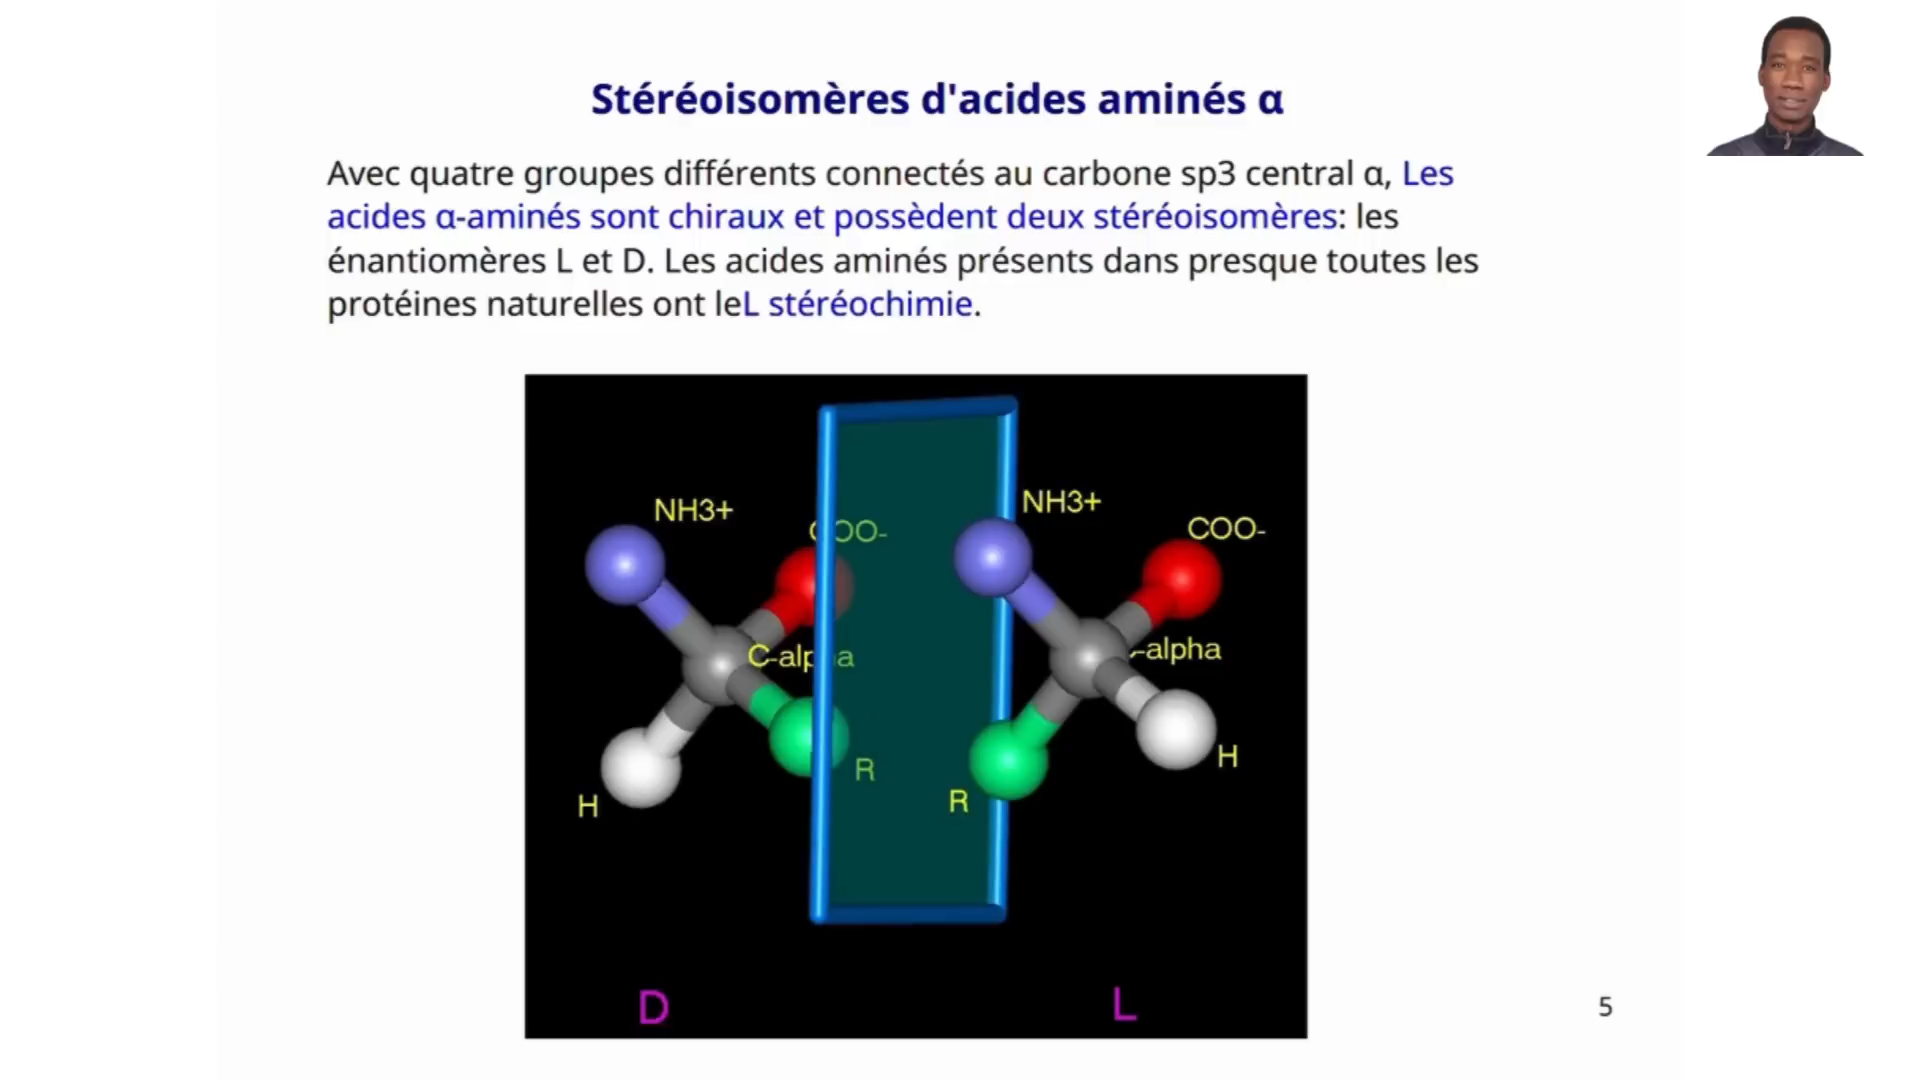 Stéréoisomères d'acides aminés α
Avec quatre groupes différents connectés au carbone sp3 central α, Les
acides α-aminés sont chiraux et possèdent deux stéréoisomères: les
énantiomères L et D. Les acides aminés présents dans presque toutes les
protéines naturelles ont leL stéréochimie.
NH3+
COO-
C-alpha
R
H
NH3+
COO-
-alpha
H
R
D
L
5